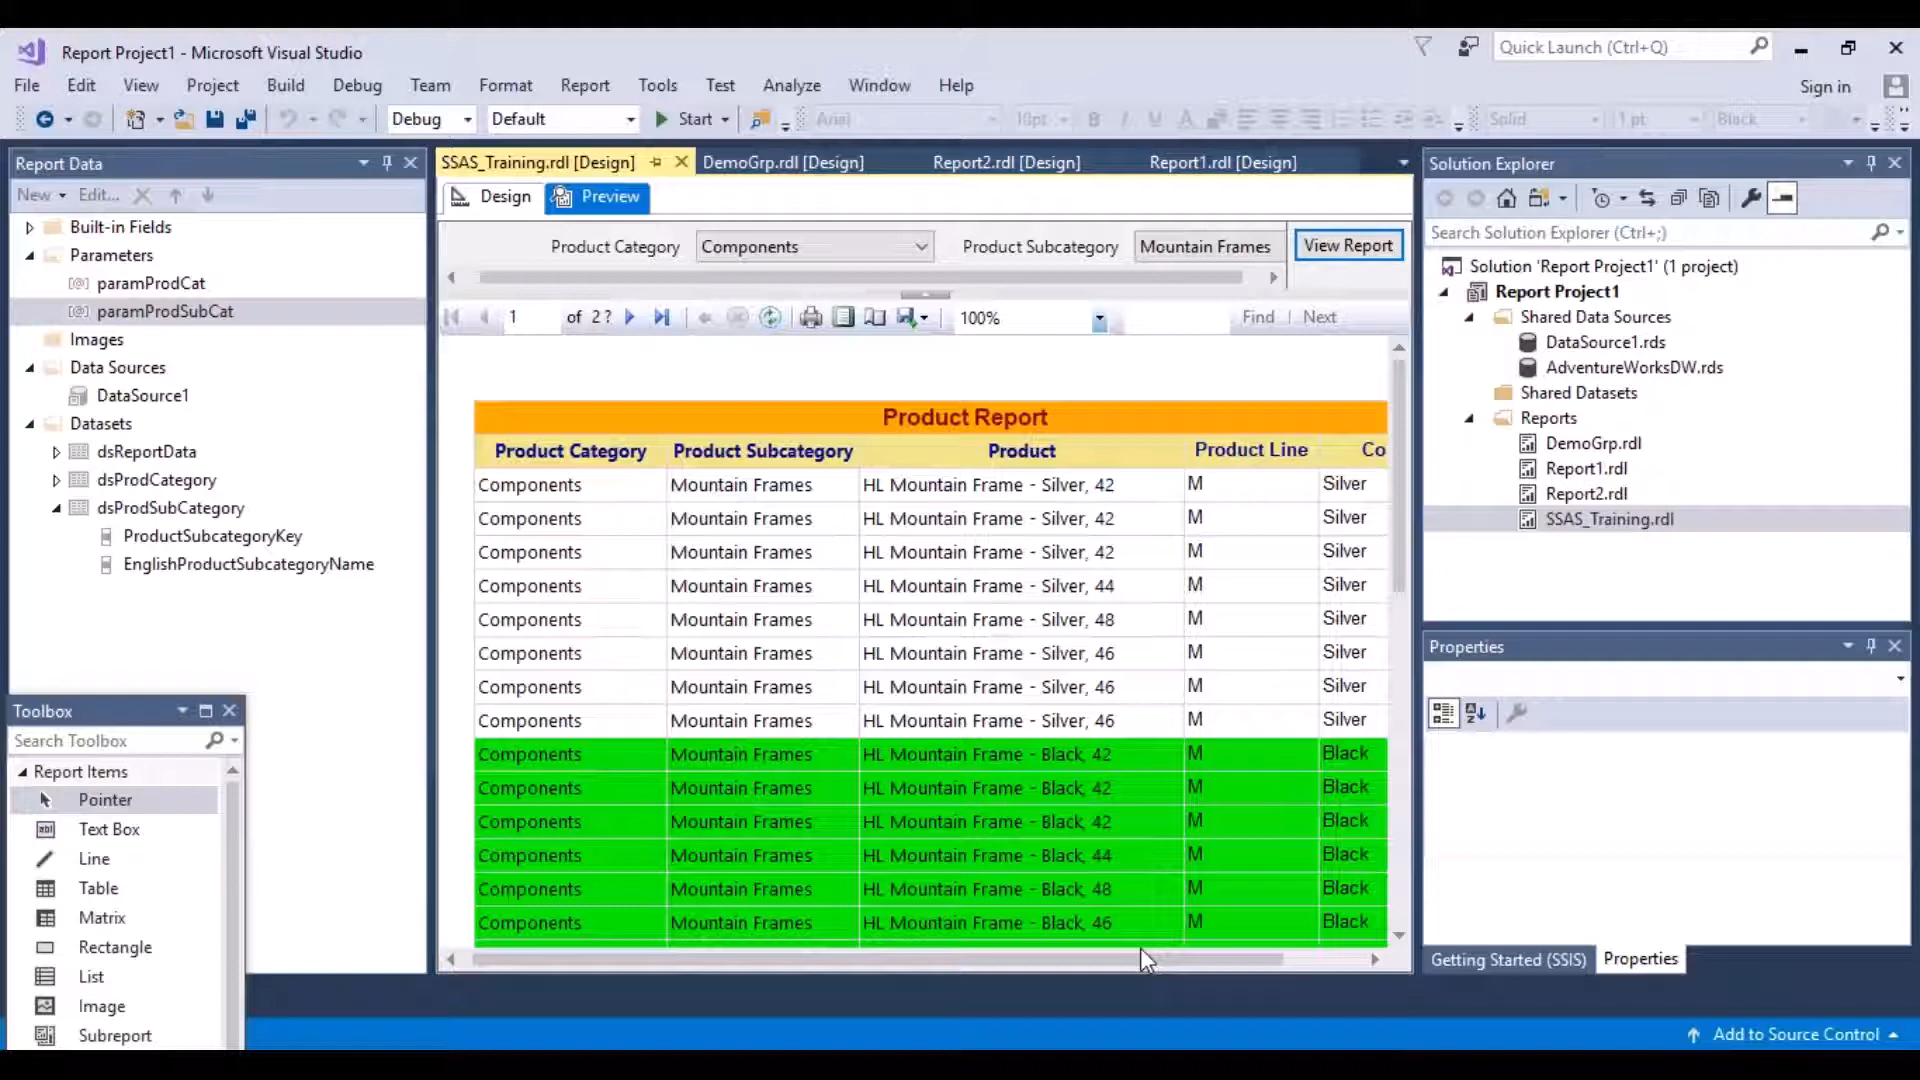 Report Project1 - Microsoft Visual Studio
Quick Launch (Ctrl+Q)
File Edit View Project Build Debug Team Format Report Tools Test Analyze Window Help
Sign in
Debug Default Start Arial 10pt B I U A Solid 1 pt Black
Report Data
New Edit...
Built-in Fields
Parameters
[@] paramProdCat
[@] paramProdSubCat
Images
Data Sources
DataSource1
Datasets
dsReportData
dsProdCategory
dsProdSubCategory
ProductSubcategoryKey
EnglishProductSubcategoryName
Toolbox
Search Toolbox
Report Items
Pointer
Text Box
Line
Table
Matrix
Rectangle
List
Image
Subreport
SSAS_Training.rdl [Design] DemoGrp.rdl [Design] Report2.rdl [Design] Report1.rdl [Design]
Design Preview
Product Category Components Product Subcategory Mountain Frames View Report
1 of 2? 100% Find Next
Product Report
Product Category Product Subcategory Product Product Line Co
Components Mountain Frames HL Mountain Frame - Silver, 42 M Silver
Components Mountain Frames HL Mountain Frame - Silver, 42 M Silver
Components Mountain Frames HL Mountain Frame - Silver, 42 M Silver
Components Mountain Frames HL Mountain Frame - Silver, 44 M Silver
Components Mountain Frames HL Mountain Frame - Silver, 48 M Silver
Components Mountain Frames HL Mountain Frame - Silver, 46 M Silver
Components Mountain Frames HL Mountain Frame - Silver, 46 M Silver
Components Mountain Frames HL Mountain Frame - Silver, 46 M Silver
Components Mountain Frames HL Mountain Frame - Black, 42 M Black
Components Mountain Frames HL Mountain Frame - Black, 42 M Black
Components Mountain Frames HL Mountain Frame - Black, 42 M Black
Components Mountain Frames HL Mountain Frame - Black, 44 M Black
Components Mountain Frames HL Mountain Frame - Black, 48 M Black
Components Mountain Frames HL Mountain Frame - Black, 46 M Black
Solution Explorer
Search Solution Explorer (Ctrl+;)
Solution 'Report Project1' (1 project)
Report Project1
Shared Data Sources
DataSource1.rds
AdventureWorksDW.rds
Shared Datasets
Reports
DemoGrp.rdl
Report1.rdl
Report2.rdl
SSAS_Training.rdl
Properties
Getting Started (SSIS) Properties
Add to Source Control